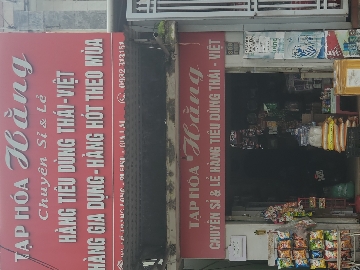 TẠP HÓA Hằng
Chuyên Sỉ & Lẻ
HÀNG TIÊU DÙNG THÁI-VIỆT
HÀNG GIA DỤNG-HÀNG HÓT THEO MÙA
TẠP HÓA Hằng
CHUYÊN SỈ & LẺ HÀNG TIÊU DÙNG THÁI - VIỆT